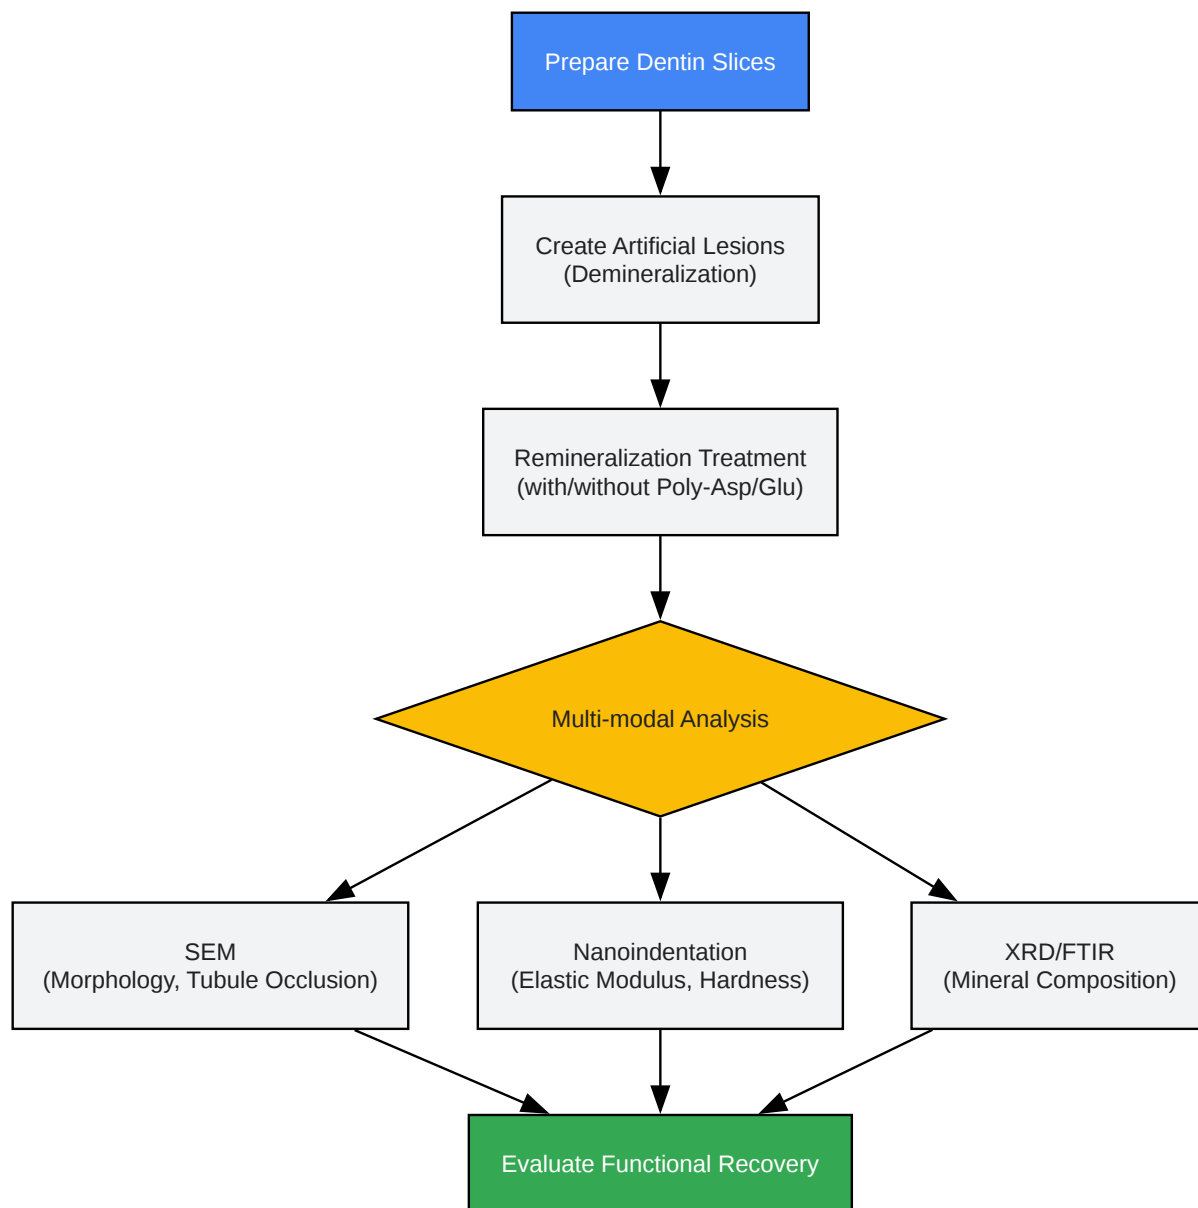 Prepare Dentin Slices
Create Artificial Lesions
(Demineralization)
Remineralization Treatment
(with/without Poly-Asp/Glu)
Multi-modal Analysis
SEM
(Morphology, Tubule Occlusion)
Nanoindentation
(Elastic Modulus, Hardness)
XRD/FTIR
(Mineral Composition)
Evaluate Functional Recovery